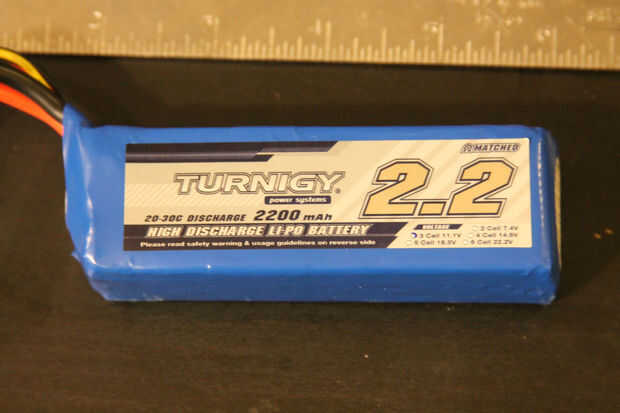 MATCHED
TURNIGY®
power systems
2.2
20-30C DISCHARGE 2200 mAh
HIGH DISCHARGE LI-PO BATTERY
Please read safety warning & usage guidelines on reverse side
VOLTAGE
2 Cell 7.4V
3 Cell 11.1V
4 Cell 14.8V
5 Cell 18.5V
6 Cell 22.2V